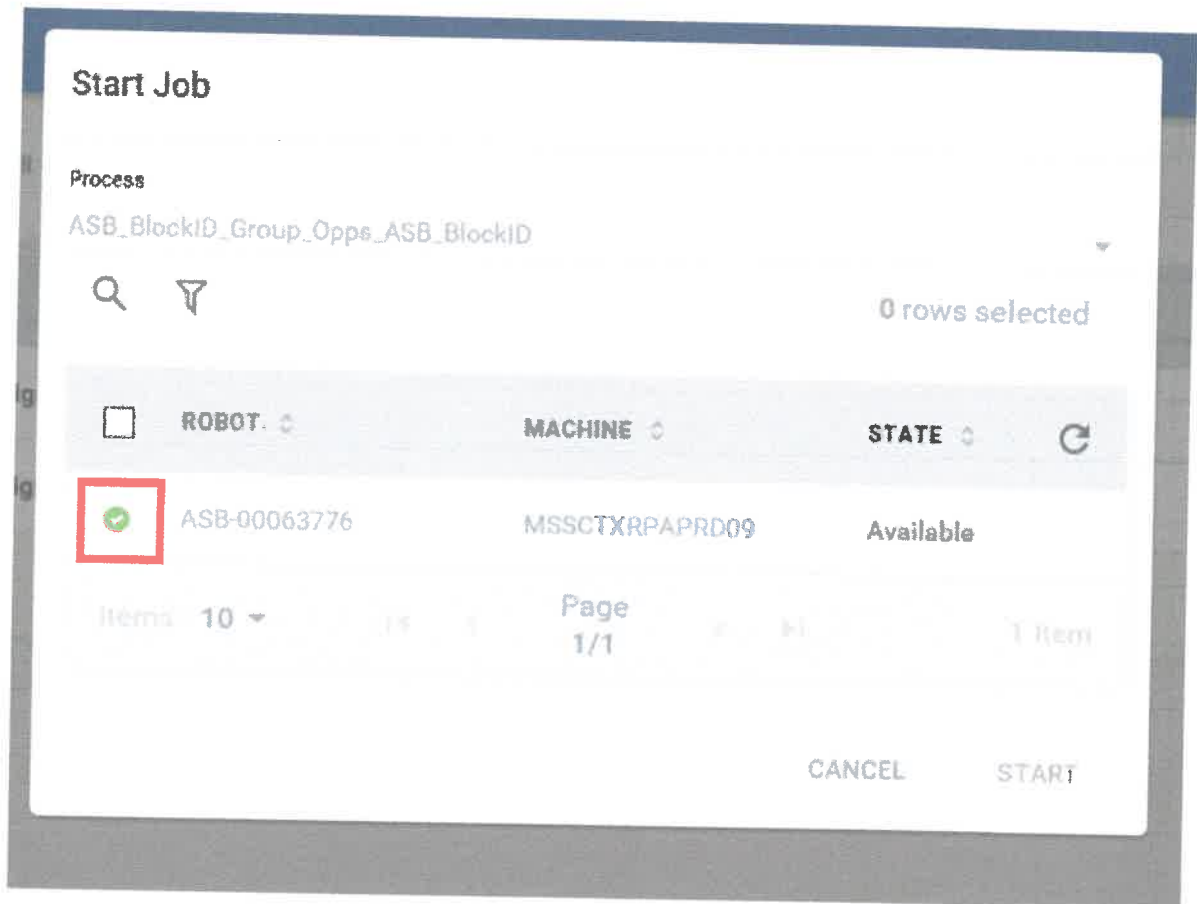 Start Job
Process
ASB_BlockID_Group_Opps_ASB_BlockID
0 rows selected
ROBOT MACHINE STATE
ASB-00063776 MSSCTXRPAPRD09 Available
Items 10 Page 1/1 1 item
CANCEL START